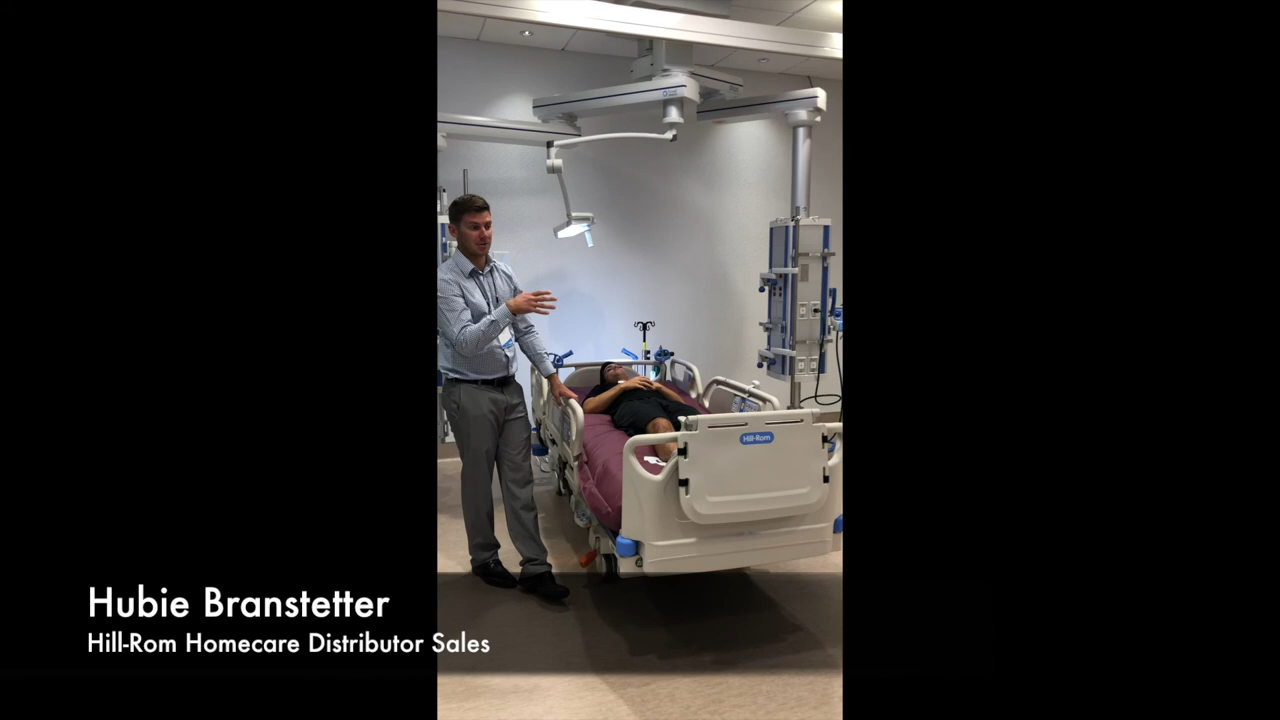 Hill-Rom
Hubie Branstetter
Hill-Rom Homecare Distributor Sales